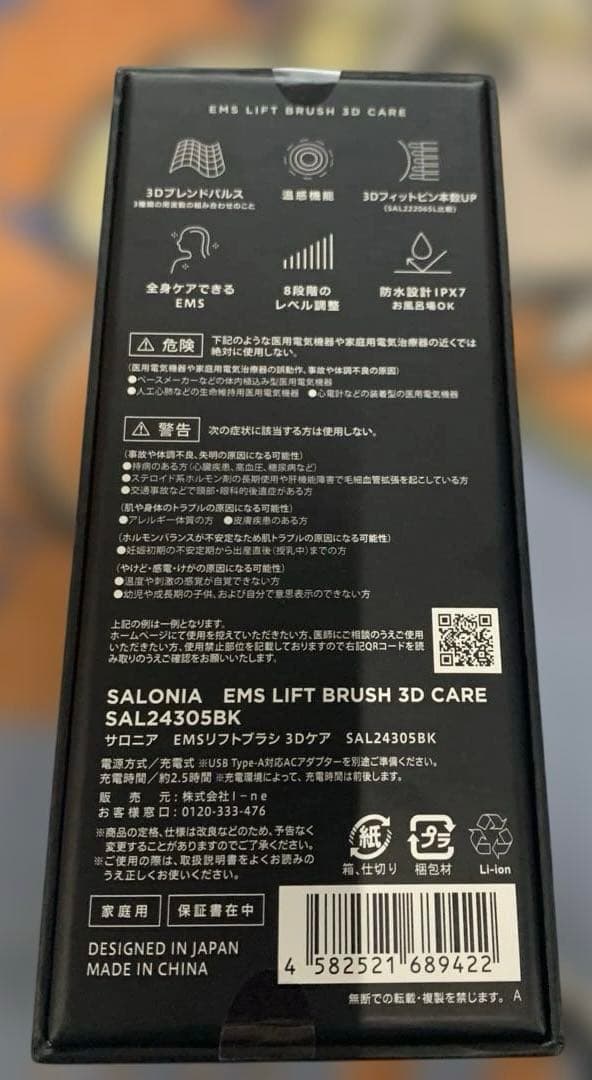 EMS LIFT BRUSH 3D CARE
3Dブレンドパルス
3種類の周波数の組み合わせのこと
温感機能
3Dフィットピン本数UP
(SAL22206SL比較)
全身ケアできる
EMS
8段階の
レベル調整
防水設計IPX7
お風呂場OK
⚠ 危険
下記のような医用電気機器や家庭用電気治療器の近くでは
絶対に使用しない。
(医用電気機器や家庭用電気治療器の誤動作、事故や体調不良の原因)
●ペースメーカーなどの体内植込み型医用電気機器
●人工心肺などの生命維持用医用電気機器 ●心電計などの装着型の医用電気機器
⚠ 警告
次の症状に該当する方は使用しない。
(事故や体調不良、失明の原因になる可能性)
●持病のある方(心臓疾患、高血圧、糖尿病など)
●ステロイド系ホルモン剤の長期使用や肝機能障害で毛細血管拡張を起こしている方
●交通事故などで頭部・眼科的後遺症がある方
(肌や身体のトラブルの原因になる可能性)
●アレルギー体質の方 ●皮膚疾患のある方
(ホルモンバランスが不安定なため肌トラブルの原因になる可能性)
●妊娠初期の不安定期から出産直後(授乳中)までの方
(やけど・感電・けがの原因になる可能性)
●温度や刺激の感覚が自覚できない方
●幼児や成長期の子供、および自分で意思表示のできない方
上記の例は一例となります。
ホームページにて使用を控えていただきたい方、医師にご相談のうえご使用
いただきたい方、使用禁止部位を記載しておりますので右記QRコードを読
み取りのうえご確認をお願いいたします。
SALONIA EMS LIFT BRUSH 3D CARE
SAL24305BK
サロニア EMSリフトブラシ 3Dケア SAL24305BK
電源方式/充電式 ※USB Type-A対応ACアダプターを別途ご準備ください。
充電時間/約2.5時間 ※充電環境によって、充電時間は前後します。
販売元:株式会社I-ne
お客様窓口:0120-333-476
※商品の定格、仕様は改良などのため、予告なく
変更することがありますのでご了承ください。
※ご使用の際は、取扱説明書をよくお読みの
うえ正しくお使いください。
紙
箱、仕切り
プラ
梱包材
Li-ion
家庭用
保証書在中
DESIGNED IN JAPAN
MADE IN CHINA
4 582521 689422
無断での転載・複製を禁じます。 A